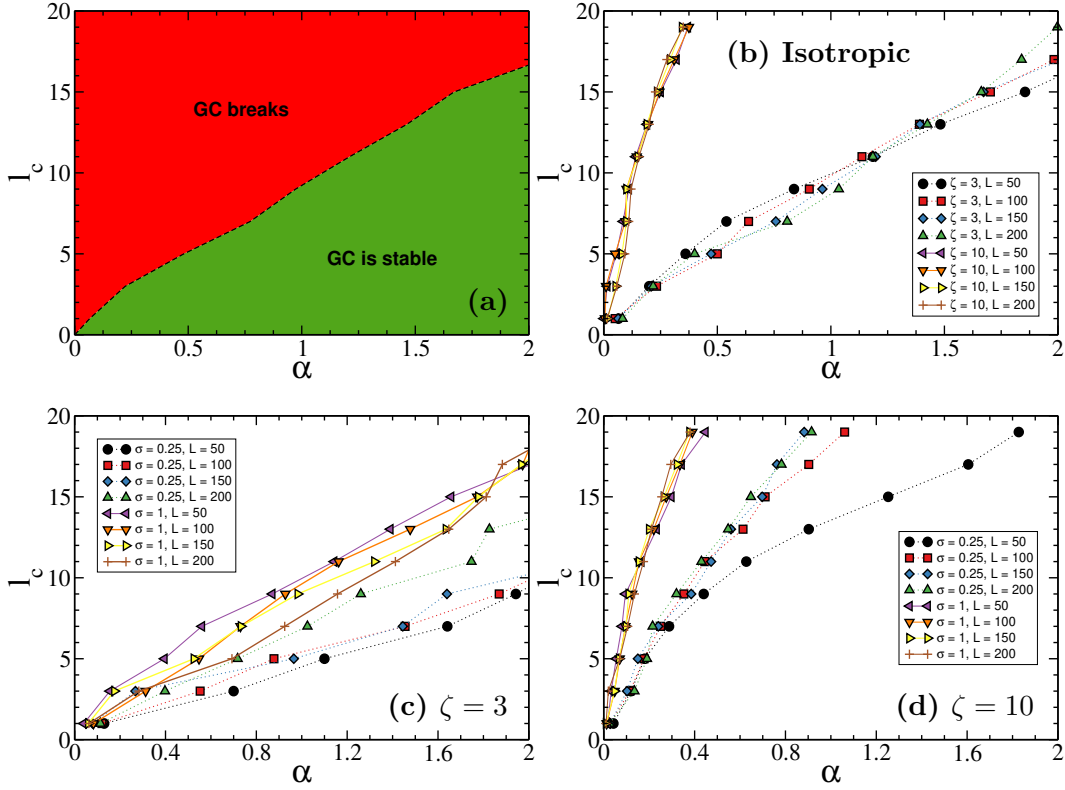 20
15
10
5
0
l_c
GC breaks
GC is stable
(a)
0 0.5 1 1.5 2
α
20
15
10
5
0
l_c
(b) Isotropic
ζ = 3, L = 50
ζ = 3, L = 100
ζ = 3, L = 150
ζ = 3, L = 200
ζ = 10, L = 50
ζ = 10, L = 100
ζ = 10, L = 150
ζ = 10, L = 200
0 0.5 1 1.5 2
α
20
15
10
5
0
l_c
σ = 0.25, L = 50
σ = 0.25, L = 100
σ = 0.25, L = 150
σ = 0.25, L = 200
σ = 1, L = 50
σ = 1, L = 100
σ = 1, L = 150
σ = 1, L = 200
(c) ζ = 3
0 0.4 0.8 1.2 1.6 2
α
20
15
10
5
0
l_c
σ = 0.25, L = 50
σ = 0.25, L = 100
σ = 0.25, L = 150
σ = 0.25, L = 200
σ = 1, L = 50
σ = 1, L = 100
σ = 1, L = 150
σ = 1, L = 200
(d) ζ = 10
0 0.4 0.8 1.2 1.6 2
α